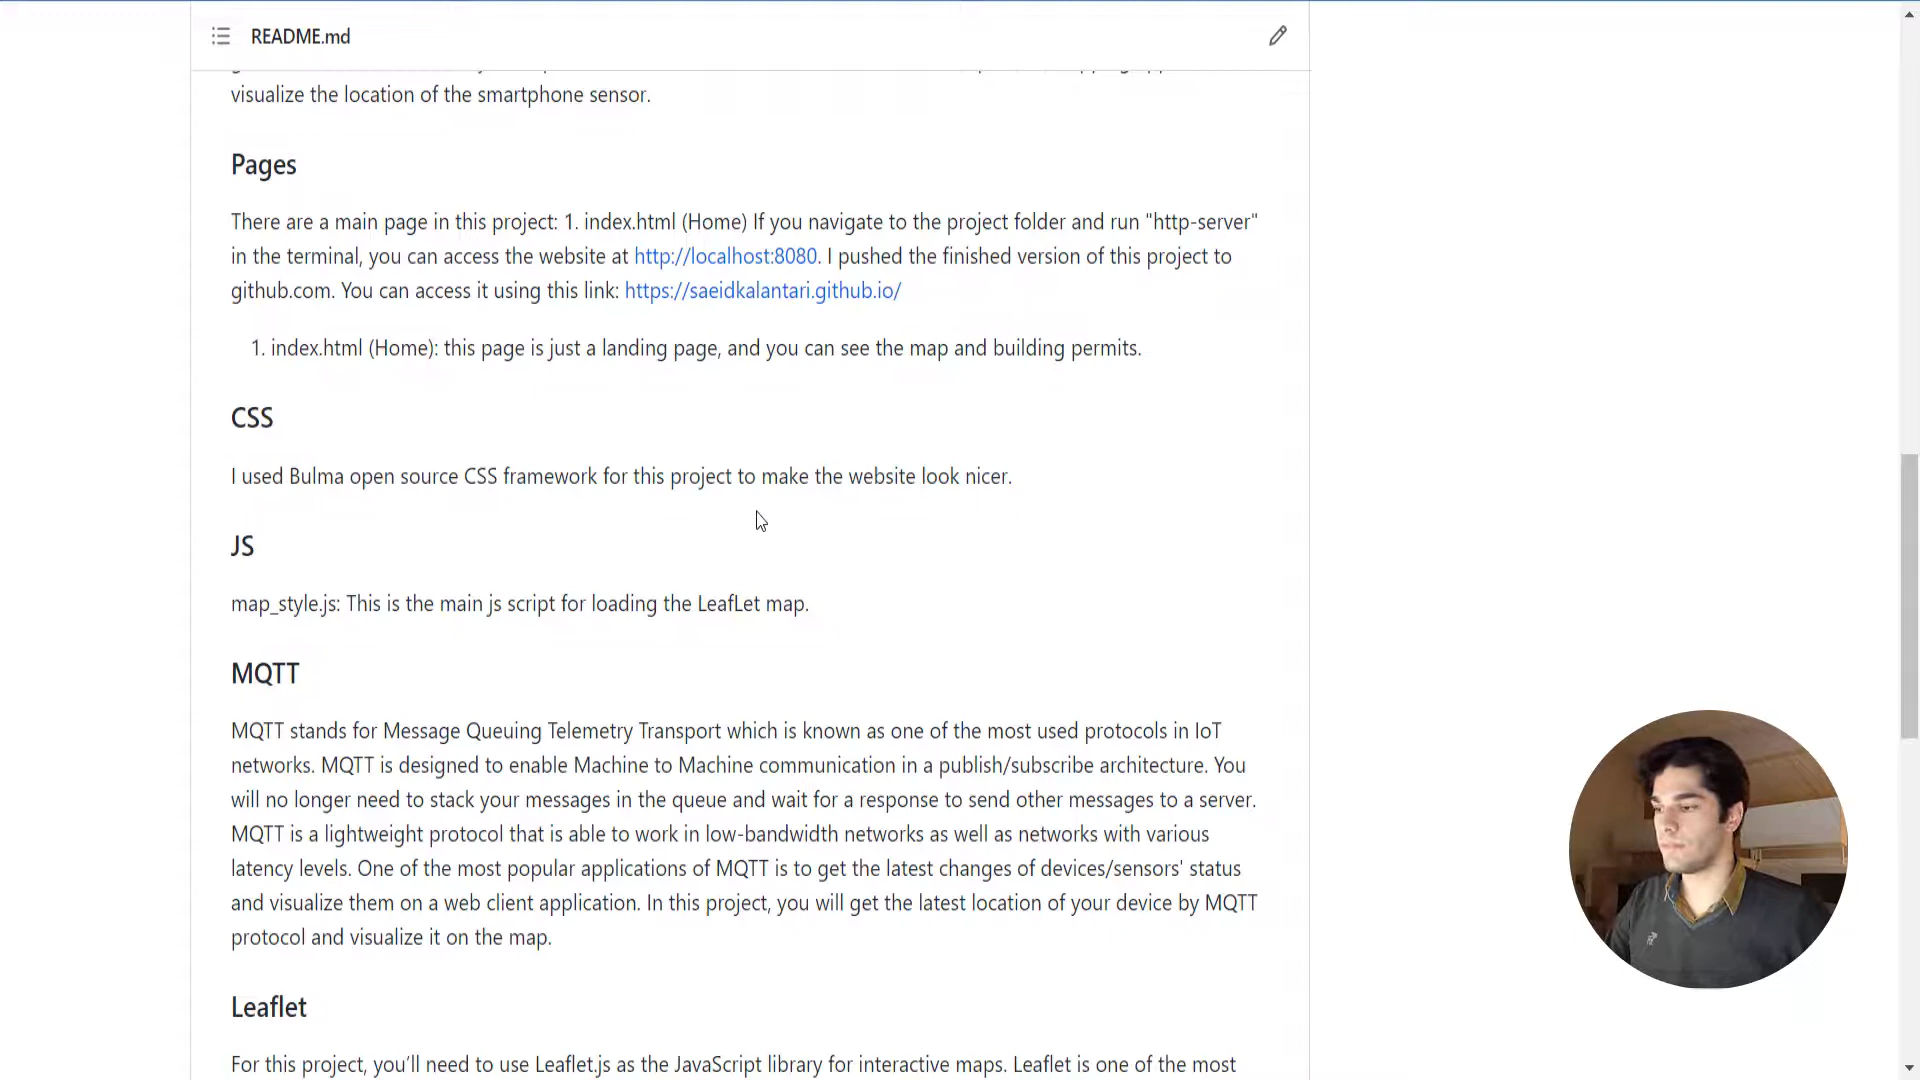 README.md
visualize the location of the smartphone sensor.
Pages
There are a main page in this project: 1. index.html (Home) If you navigate to the project folder and run "http-server"
in the terminal, you can access the website at http://localhost:8080. I pushed the finished version of this project to
github.com. You can access it using this link: https://saeidkalantari.github.io/
1. index.html (Home): this page is just a landing page, and you can see the map and building permits.
CSS
I used Bulma open source CSS framework for this project to make the website look nicer.
JS
map_style.js: This is the main js script for loading the LeafLet map.
MQTT
MQTT stands for Message Queuing Telemetry Transport which is known as one of the most used protocols in IoT
networks. MQTT is designed to enable Machine to Machine communication in a publish/subscribe architecture. You
will no longer need to stack your messages in the queue and wait for a response to send other messages to a server.
MQTT is a lightweight protocol that is able to work in low-bandwidth networks as well as networks with various
latency levels. One of the most popular applications of MQTT is to get the latest changes of devices/sensors' status
and visualize them on a web client application. In this project, you will get the latest location of your device by MQTT
protocol and visualize it on the map.
Leaflet
For this project, you’ll need to use Leaflet.js as the JavaScript library for interactive maps. Leaflet is one of the most